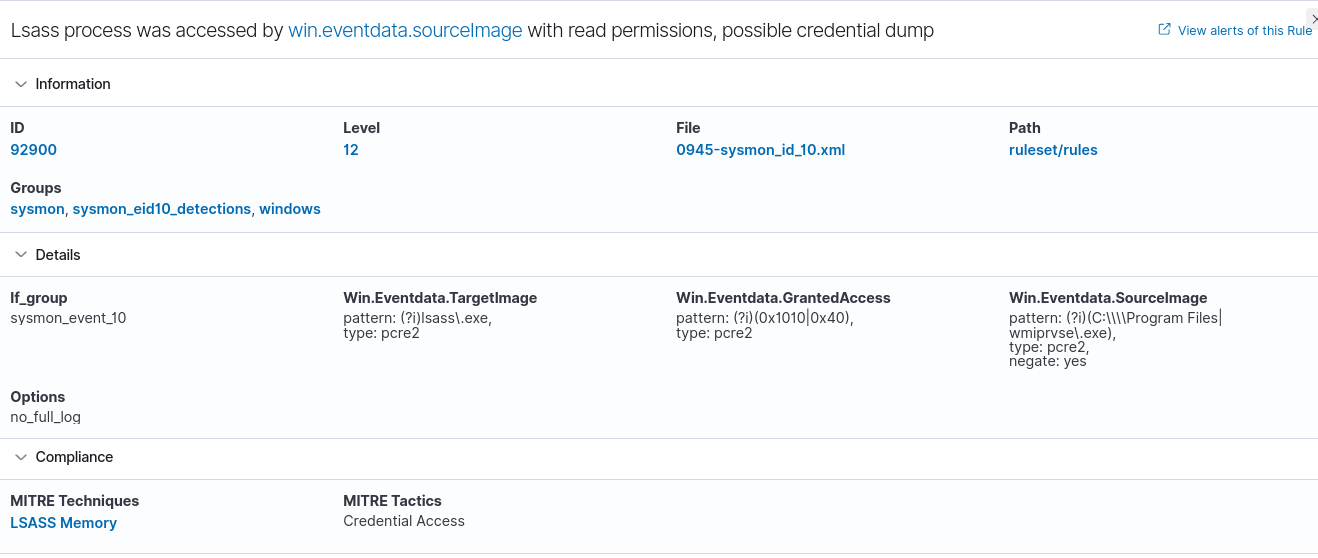 Lsass process was accessed by win.eventdata.sourceImage with read permissions, possible credential dump
View alerts of this Rule
Information
ID
Level
File
Path
92900
12
0945-sysmon_id_10.xml
ruleset/rules
Groups
sysmon, sysmon_eid10_detections, windows
Details
If_group
Win.Eventdata.TargetImage
Win.Eventdata.GrantedAccess
Win.Eventdata.SourceImage
sysmon_event_10
pattern: (?i)lsass\.exe,
type: pcre2
pattern: (?i)(0x1010|0x40),
type: pcre2
pattern: (?i)(C:\\\\Program Files|
wmiprvse\.exe),
type: pcre2,
negate: yes
Options
no_full_log
Compliance
MITRE Techniques
MITRE Tactics
LSASS Memory
Credential Access